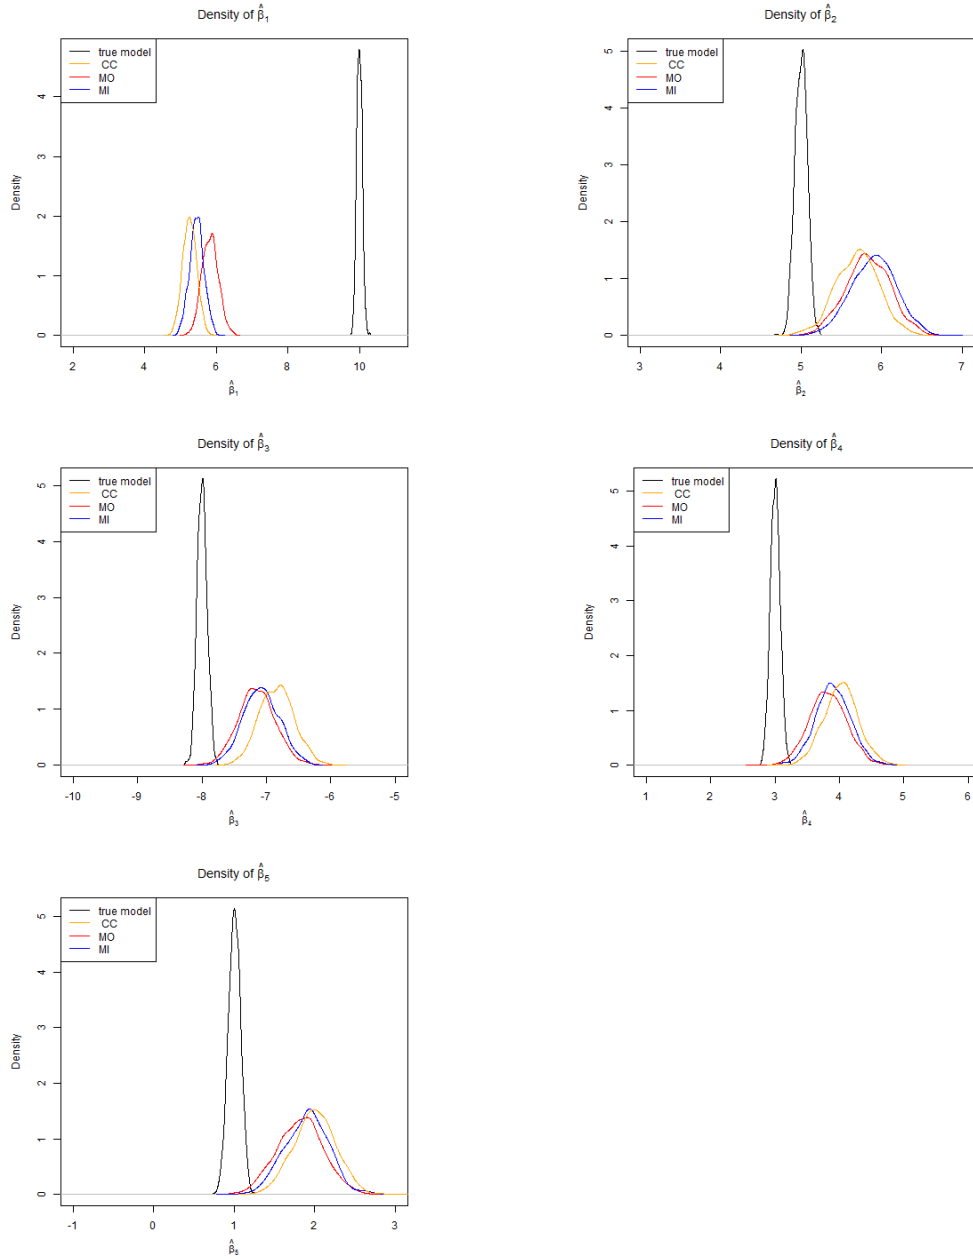 Density of β̂₁
true model
CC
MO
MI
Density
0
1
2
3
4
2 4 6 8 10
β̂₁
Density of β̂₂
true model
CC
MO
MI
Density
0
1
2
3
4
5
3 4 5 6 7
β̂₂
Density of β̂₃
true model
CC
MO
MI
Density
0
1
2
3
4
5
-10 -9 -8 -7 -6 -5
β̂₃
Density of β̂₄
true model
CC
MO
MI
Density
0
1
2
3
4
5
1 2 3 4 5 6
β̂₄
Density of β̂₅
true model
CC
MO
MI
Density
0
1
2
3
4
5
-1 0 1 2 3
β̂₅